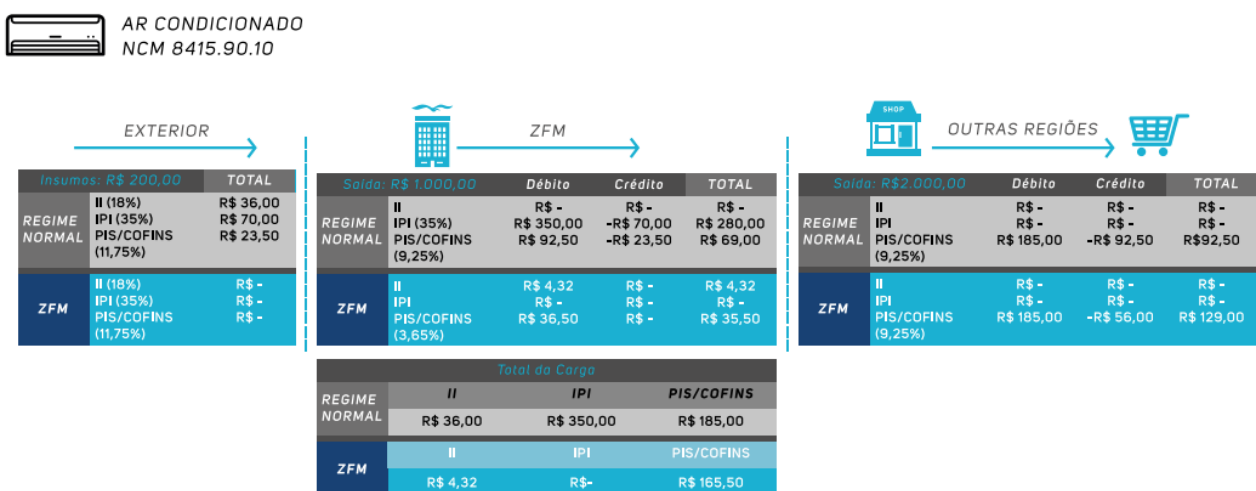 AR CONDICIONADO
NCM 8415.90.10
EXTERIOR
Insumos: R$ 200,00 TOTAL
REGIME NORMAL
II (18%) R$ 36,00
IPI (35%) R$ 70,00
PIS/COFINS R$ 23,50
(11,75%)
ZFM
II (18%) R$ -
IPI (35%) R$ -
PIS/COFINS R$ -
(11,75%)
ZFM
Saída: R$ 1.000,00 Débito Crédito TOTAL
REGIME NORMAL
II R$ - R$ - R$ -
IPI (35%) R$ 350,00 -R$ 70,00 R$ 280,00
PIS/COFINS R$ 92,50 -R$ 23,50 R$ 69,00
(9,25%)
ZFM
II R$ 4,32 R$ - R$ 4,32
IPI R$ - R$ - R$ -
PIS/COFINS R$ 36,50 R$ - R$ 35,50
(3,65%)
SHOP
OUTRAS REGIÕES
Saída: R$2.000,00 Débito Crédito TOTAL
REGIME NORMAL
II R$ - R$ - R$ -
IPI R$ - R$ - R$ -
PIS/COFINS R$ 185,00 -R$ 92,50 R$92,50
(9,25%)
ZFM
II R$ - R$ - R$ -
IPI R$ - R$ - R$ -
PIS/COFINS R$ 185,00 -R$ 56,00 R$ 129,00
(9,25%)
Total da Carga
REGIME NORMAL
II IPI PIS/COFINS
R$ 36,00 R$ 350,00 R$ 185,00
ZFM
II IPI PIS/COFINS
R$ 4,32 R$- R$ 165,50